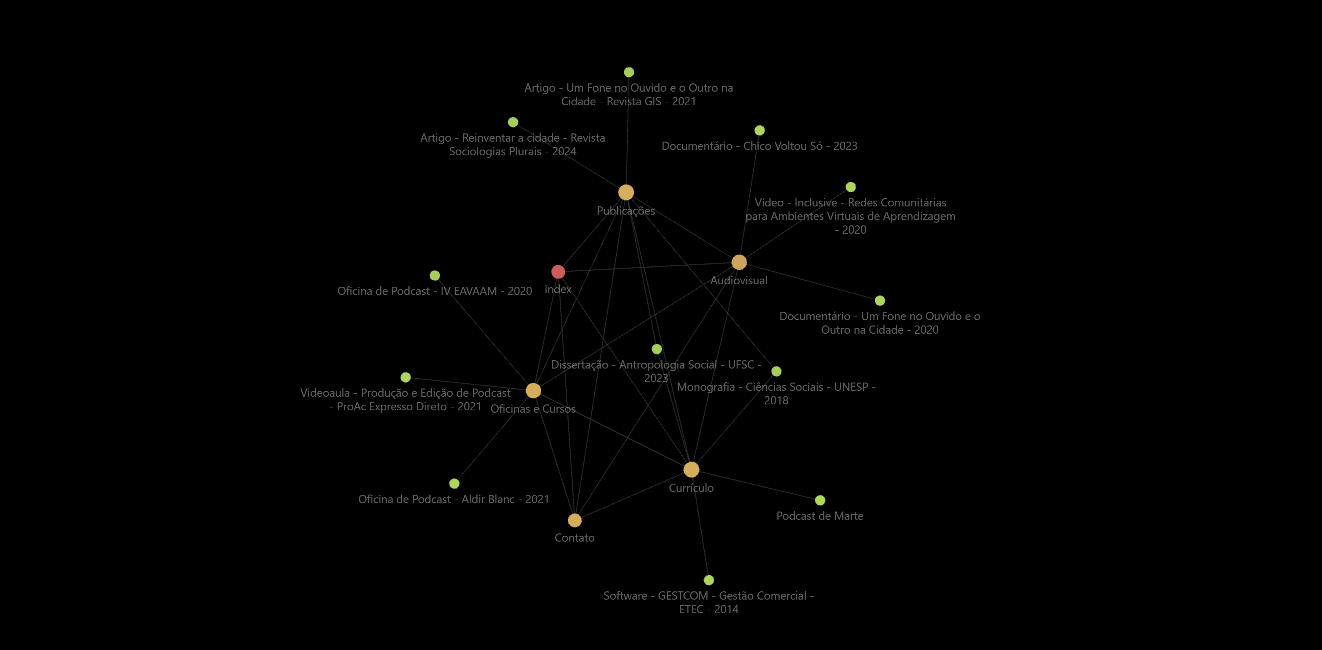 Artigo - Um Fone no Ouvido e o Outro na
Cidade - Revista GIS - 2021
Artigo - Reinventar a cidade - Revista
Sociologias Plurais - 2024
Documentário - Chico Voltou Só - 2023
Publicações
Vídeo - Inclusive - Redes Comunitárias
para Ambientes Virtuais de Aprendizagem
- 2020
Audiovisual
index
Oficina de Podcast - IV EAVAAM - 2020
Documentário - Um Fone no Ouvido e o
Outro na Cidade - 2020
Dissertação - Antropologia Social - UFSC -
2023
Monografia - Ciências Sociais - UNESP -
2018
Videoaula - Produção e Edição de Podcast
- ProAc Expresso Direto - 2021
Oficinas e Cursos
Currículo
Oficina de Podcast - Aldir Blanc - 2021
Podcast de Marte
Contato
Software - GESTCOM - Gestão Comercial -
ETEC - 2014